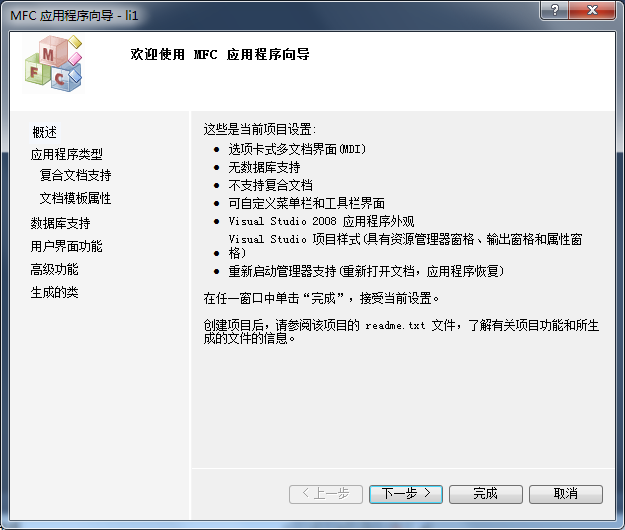 MFC 应用程序向导 - li1
M
F
C
欢迎使用 MFC 应用程序向导
概述
应用程序类型
复合文档支持
文档模板属性
数据库支持
用户界面功能
高级功能
生成的类
这些是当前项目设置:
• 选项卡式多文档界面(MDI)
• 无数据库支持
• 不支持复合文档
• 可自定义菜单栏和工具栏界面
• Visual Studio 2008 应用程序外观
Visual Studio 项目样式(具有资源管理器窗格、输出窗格和属性窗
• 格)
• 重新启动管理器支持(重新打开文档，应用程序恢复)
在任一窗口中单击“完成”，接受当前设置。
创建项目后，请参阅该项目的 readme.txt 文件，了解有关项目功能和所生
成的文件的信息。
< 上一步
下一步 >
完成
取消